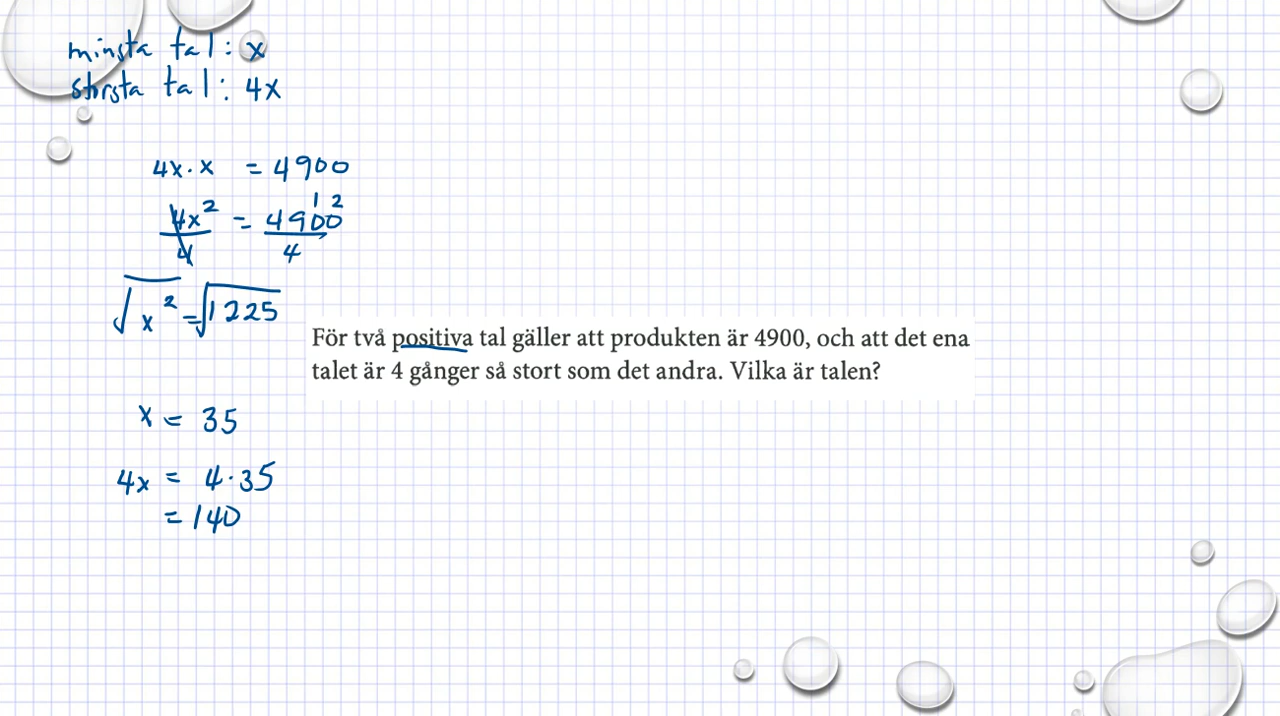 minsta tal: x
största tal: 4x
4x · x = 4900
4x² = 4900 1 2
4 4
√x² = √1225
För två positiva tal gäller att produkten är 4900, och att det ena
talet är 4 gånger så stort som det andra. Vilka är talen?
x = 35
4x = 4 · 35
= 140